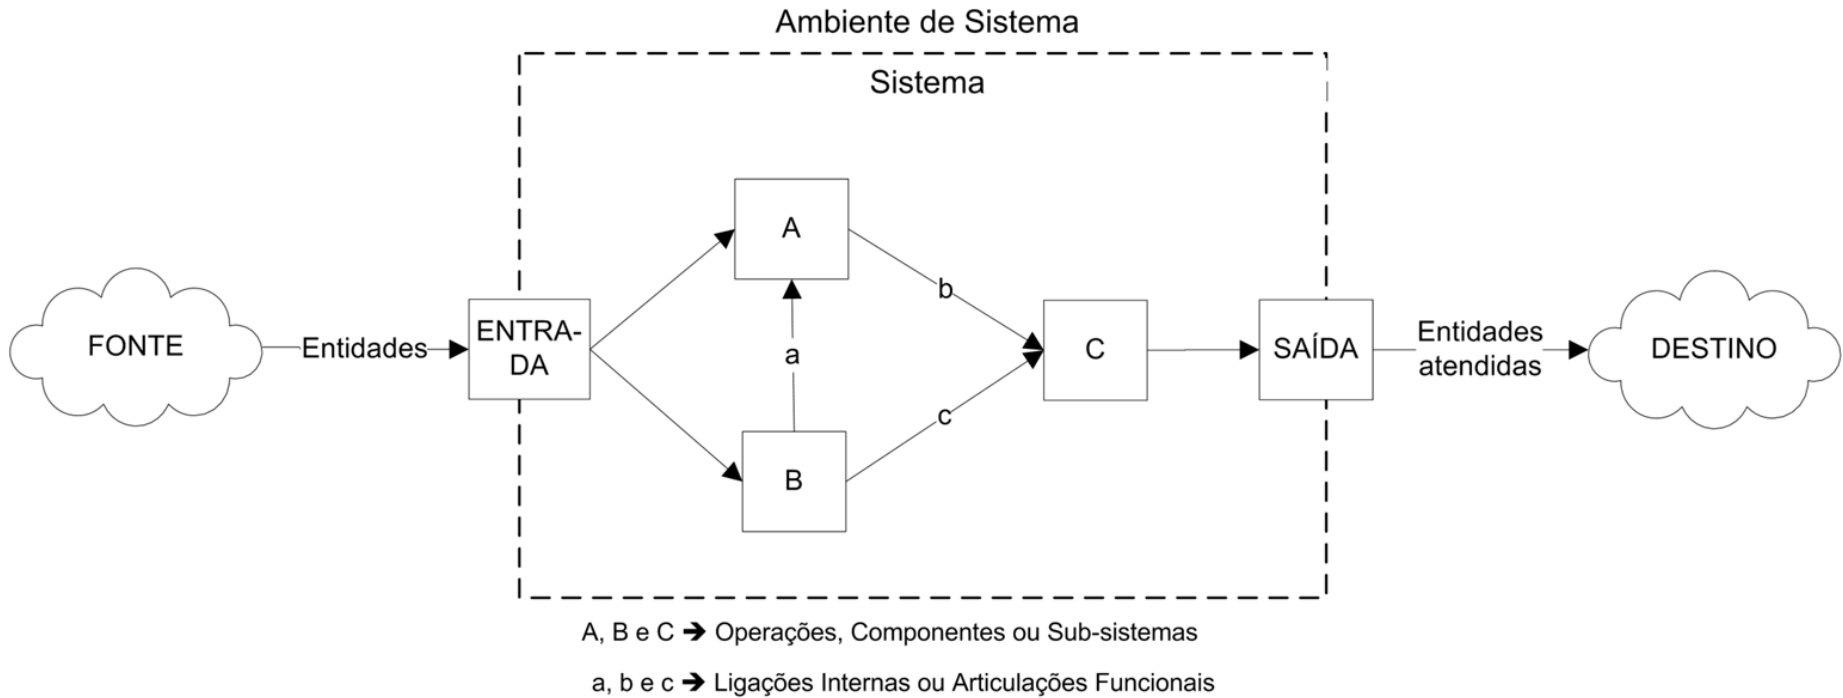 Ambiente de Sistema
Sistema
A
b
FONTE
Entidades
ENTRA-
DA
a
C
SAÍDA
Entidades
atendidas
DESTINO
c
B
A, B e C ➔ Operações, Componentes ou Sub-sistemas
a, b e c ➔ Ligações Internas ou Articulações Funcionais